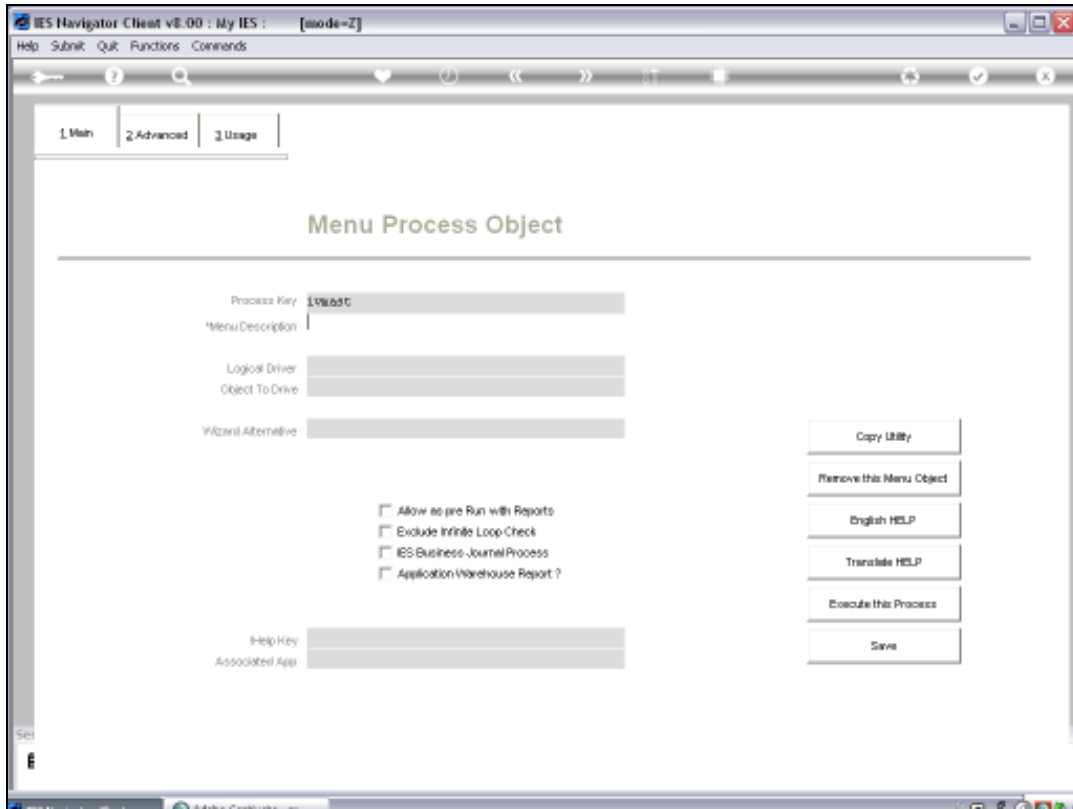 IES Navigator Client v8.00 : My IES : [mode=Z]
Help Submit Quit Functions Commands
1 Main 2 Advanced 3 Usage
Menu Process Object
Process Key ivmast
*Menu Description
Logical Driver
Object To Drive
Wizard Alternative
Copy Utility
Remove this Menu Object
Allow no pre Run with Reports
English HELP
Exclude Infinite Loop Check
IES Business Journal Process
Translate HELP
Application Warehouse Report ?
Execute this Process
Help Key
Save
Associated App